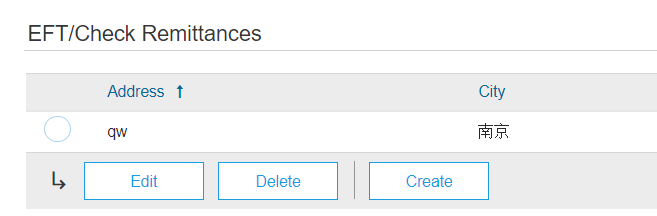 EFT/Check Remittances
Address ↑ City
qw 南京
Edit Delete Create